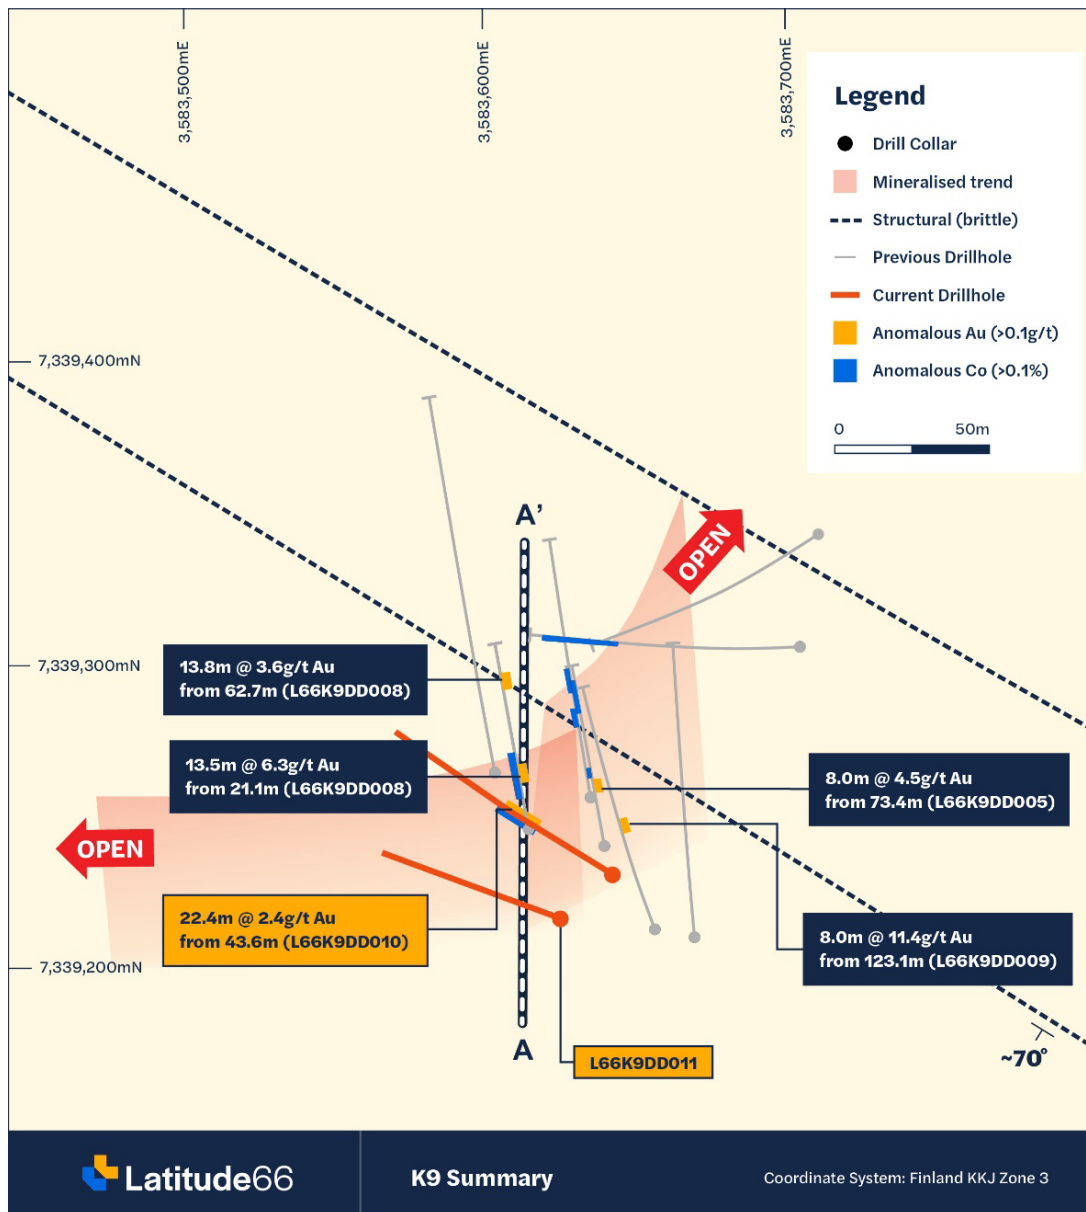 3,583,500mE
3,583,600mE
3,583,700mE
Legend
Drill Collar
Mineralised trend
Structural (brittle)
Previous Drillhole
Current Drillhole
Anomalous Au (>0.1g/t)
Anomalous Co (>0.1%)
0 50m
7,339,400mN
A’
OPEN
7,339,300mN
13.8m @ 3.6g/t Au
from 62.7m (L66K9DD008)
13.5m @ 6.3g/t Au
from 21.1m (L66K9DD008)
8.0m @ 4.5g/t Au
from 73.4m (L66K9DD005)
OPEN
22.4m @ 2.4g/t Au
from 43.6m (L66K9DD010)
8.0m @ 11.4g/t Au
from 123.1m (L66K9DD009)
7,339,200mN
A
L66K9DD011
~70°
Latitude66
K9 Summary
Coordinate System: Finland KKJ Zone 3